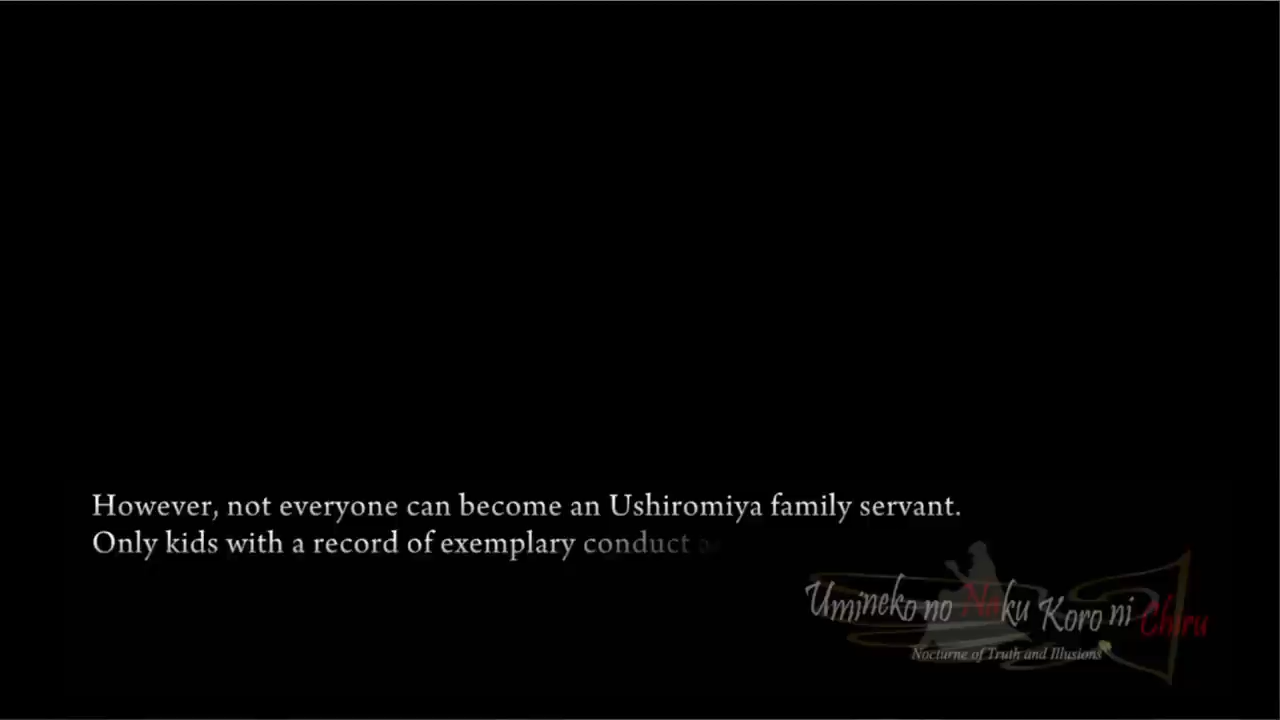 However, not everyone can become an Ushiromiya family servant.
Only kids with a record of exemplary conduct
Umineko no Naku Koro ni Chiru
Nocturne of Truth and Illusions